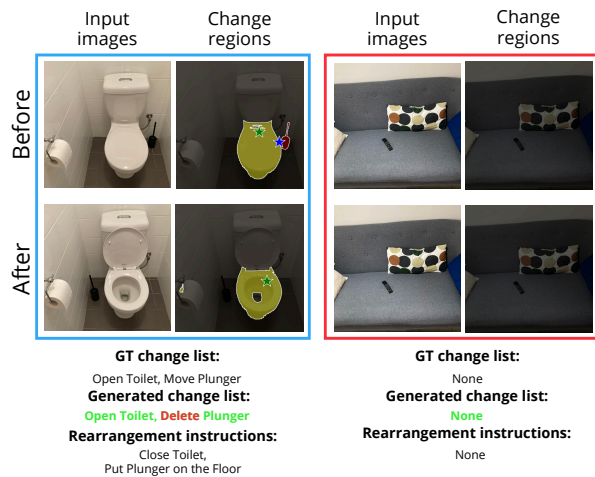 Input
images
Change
regions
Input
images
Change
regions
Before
After
GT change list:
Open Toilet, Move Plunger
Generated change list:
Open Toilet, Delete Plunger
Rearrangement instructions:
Close Toilet,
Put Plunger on the Floor
GT change list:
None
Generated change list:
None
Rearrangement instructions:
None